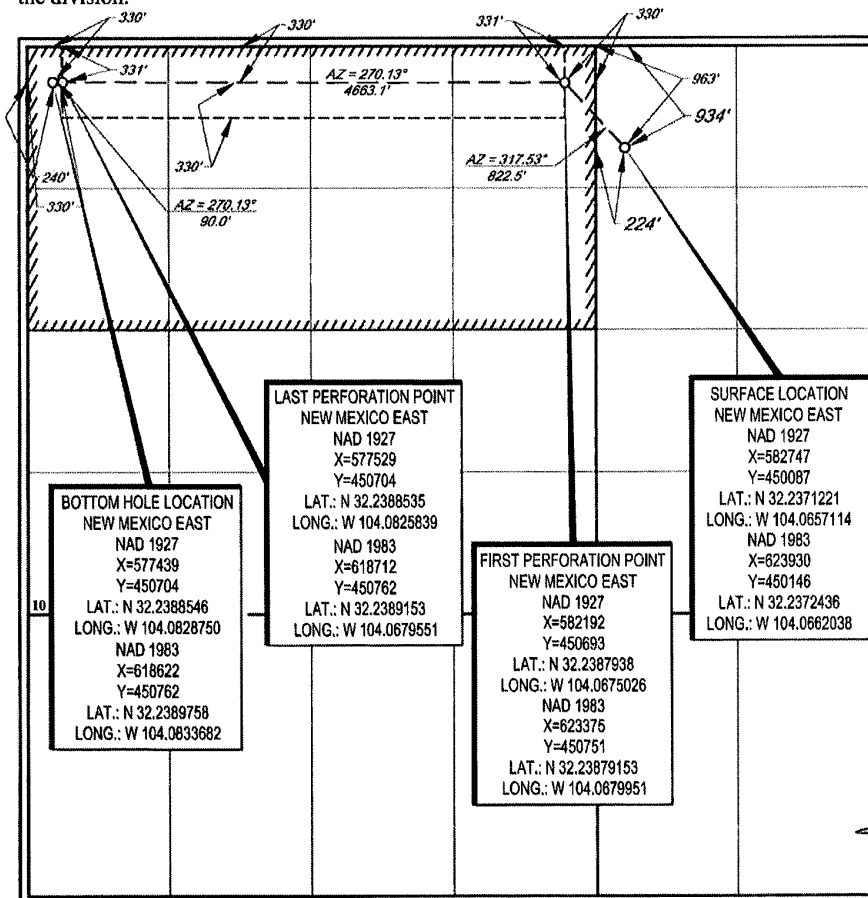 the division.
330'
330'
331'
330'
331'
AZ = 270.13°
4663.1'
963'
934'
330'
AZ = 317.53°
822.5'
240'
330'
AZ = 270.13°
90.0'
224'
LAST PERFORATION POINT
NEW MEXICO EAST
NAD 1927
X=577529
Y=450704
LAT.: N 32.2388535
LONG.: W 104.0825839
NAD 1983
X=618712
Y=450762
LAT.: N 32.2389153
LONG.: W 104.0679551
SURFACE LOCATION
NEW MEXICO EAST
NAD 1927
X=582747
Y=450087
LAT.: N 32.2371221
LONG.: W 104.0657114
NAD 1983
X=623930
Y=450146
LAT.: N 32.2372436
LONG.: W 104.0662038
BOTTOM HOLE LOCATION
NEW MEXICO EAST
NAD 1927
X=577439
Y=450704
LAT.: N 32.2388546
LONG.: W 104.0828750
NAD 1983
X=618622
Y=450762
LAT.: N 32.2389758
LONG.: W 104.0833682
FIRST PERFORATION POINT
NEW MEXICO EAST
NAD 1927
X=582192
Y=450693
LAT.: N 32.2387938
LONG.: W 104.0675026
NAD 1983
X=623375
Y=450751
LAT.: N 32.23879153
LONG.: W 104.0679951
10